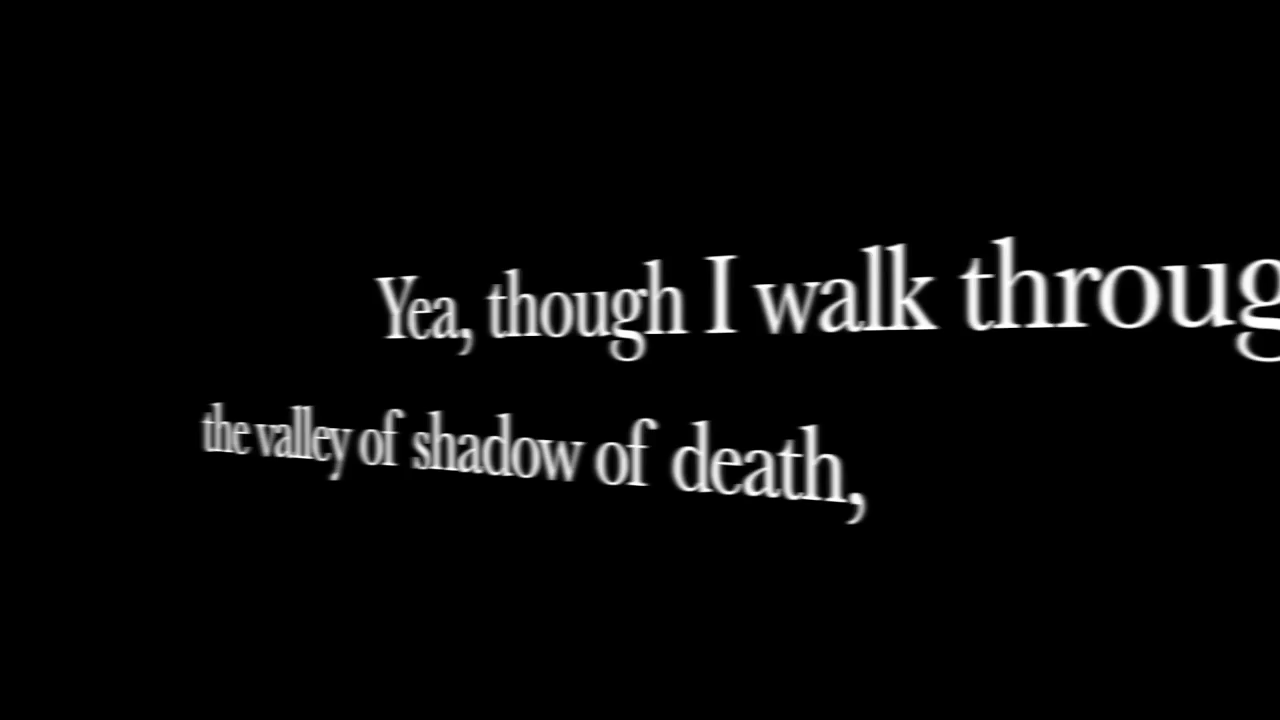 Yea, though I walk throug
the valley of shadow of death,